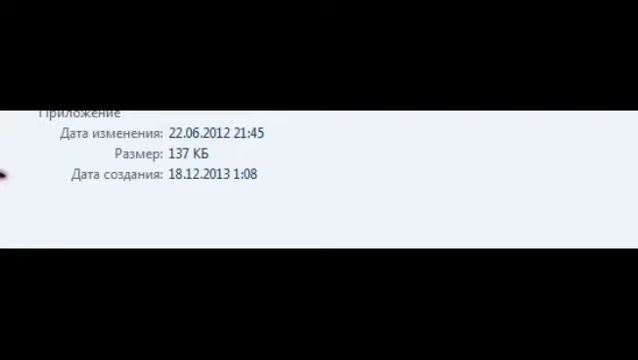 Приложение
Дата изменения: 22.06.2012 21:45
Размер: 137 КБ
Дата создания: 18.12.2013 1:08